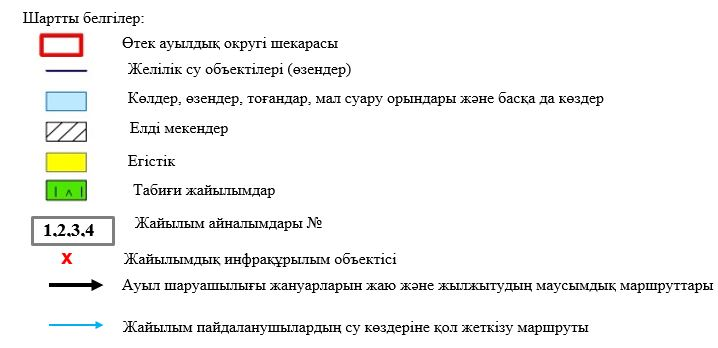 Шартты белгілер:
Өтек ауылдық округі шекарасы
Желілік су объектілері (өзендер)
Көлдер, өзендер, тоғандар, мал суару орындары және басқа да көздер
Елді мекендер
Егістік
Табиғи жайылымдар
1,2,3,4 Жайылым айналымдары №
X Жайылымдық инфрақұрылым объектісі
Ауыл шаруашылығы жануарларын жаю және жылжытудың маусымдық маршруттары
Жайылым пайдаланушылардың су көздеріне қол жеткізу маршруты